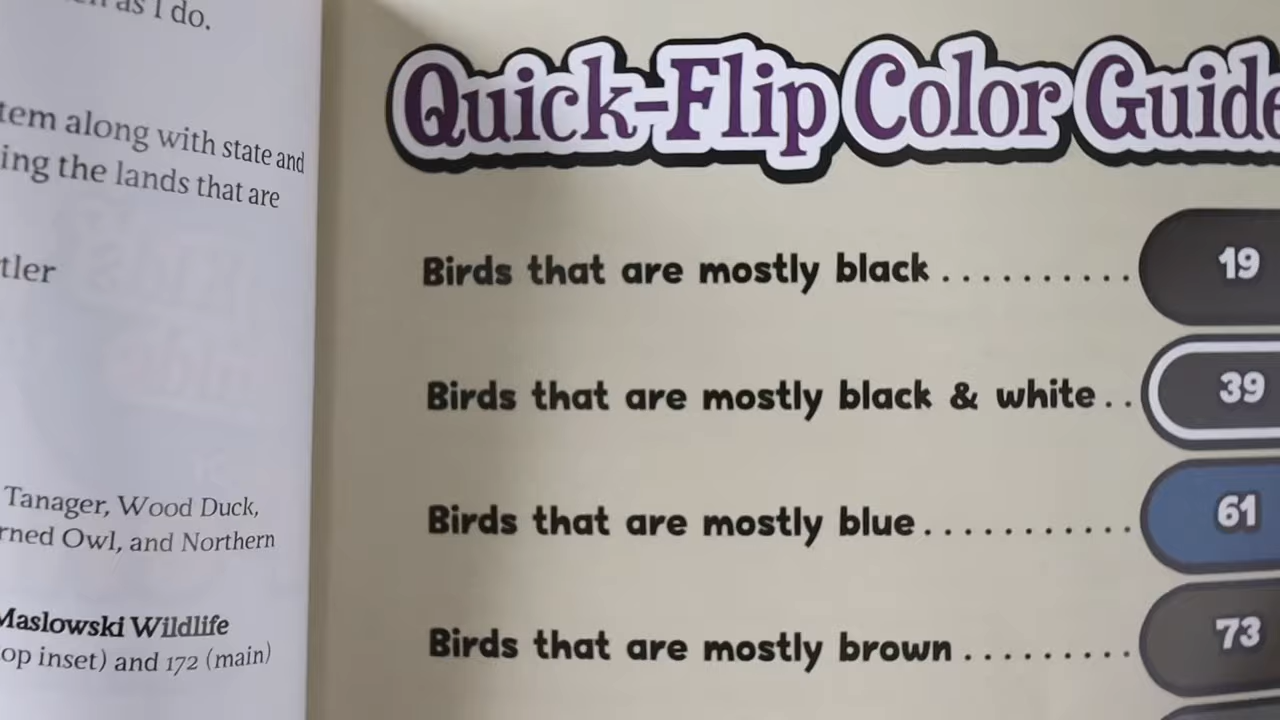 as I do.
tem along with state and
ing the lands that are
tler
Tanager, Wood Duck,
rned Owl, and Northern
Maslowski Wildlife
op inset) and 172 (main)
Quick-Flip Color Guide
Birds that are mostly black .......... 19
Birds that are mostly black & white .. 39
Birds that are mostly blue ........... 61
Birds that are mostly brown ......... 73